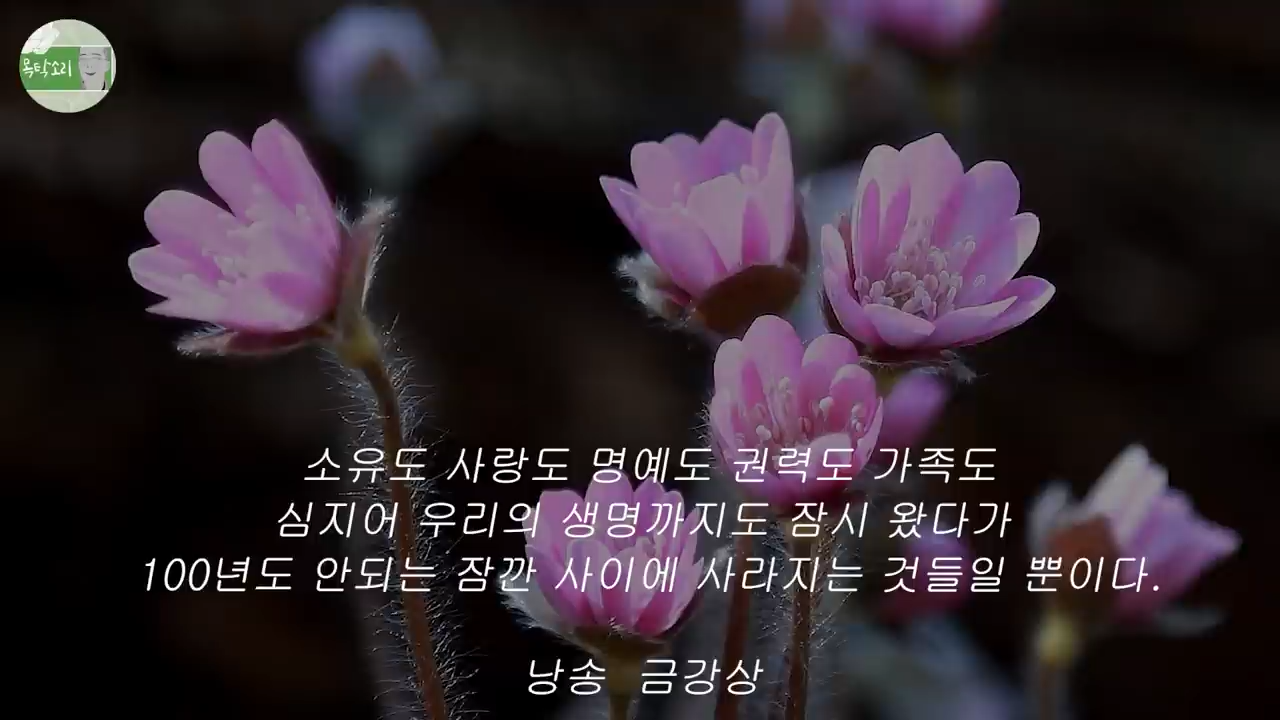 목탁소리
소유도 사랑도 명예도 권력도 가족도
심지어 우리의 생명까지도 잠시 왔다가
100년도 안되는 잠깐 사이에 사라지는 것들일 뿐이다.
낭송 금강상